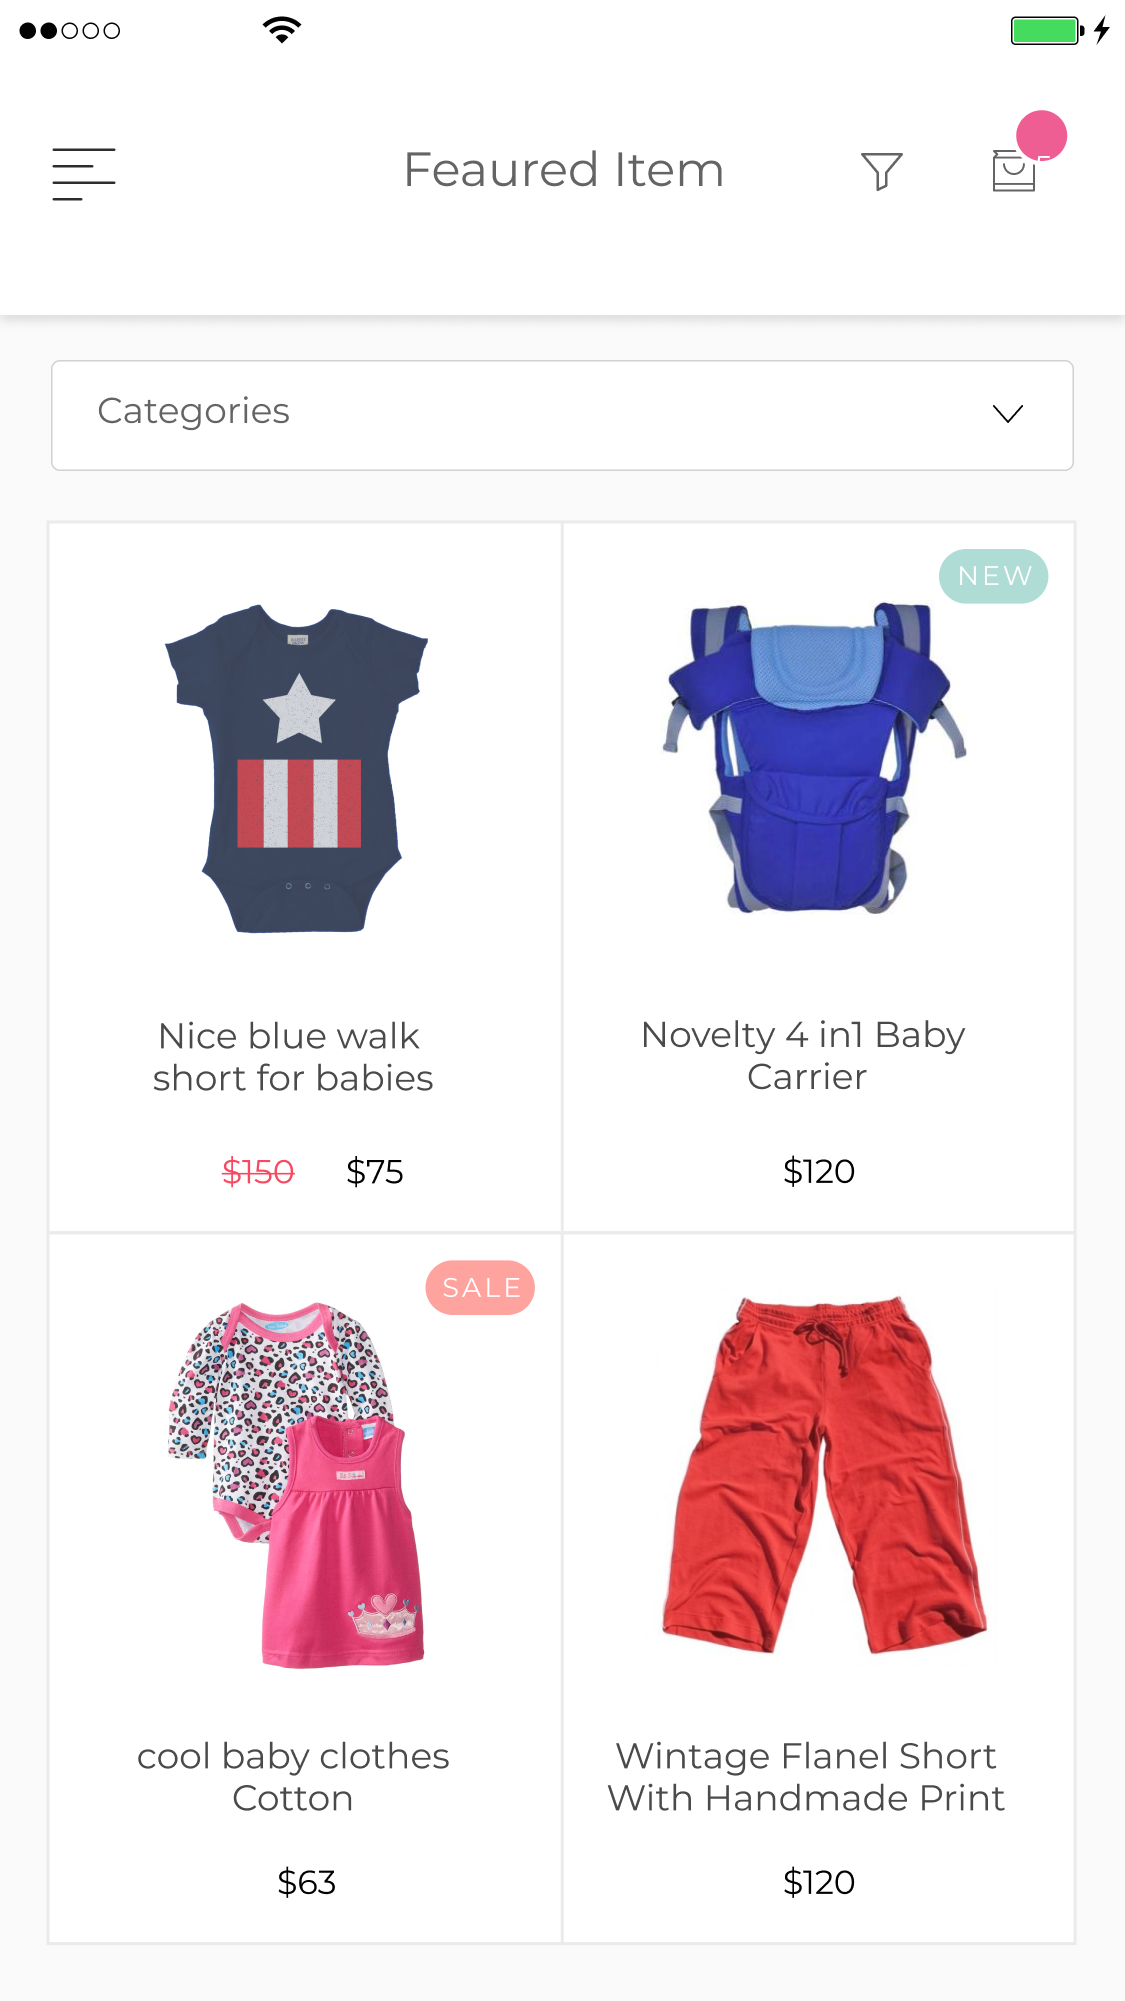 Feaured Item
Categories
NEW
Nice blue walk
short for babies
Novelty 4 in1 Baby
Carrier
$150 $75
$120
SALE
cool baby clothes
Cotton
Wintage Flanel Short
With Handmade Print
$63
$120